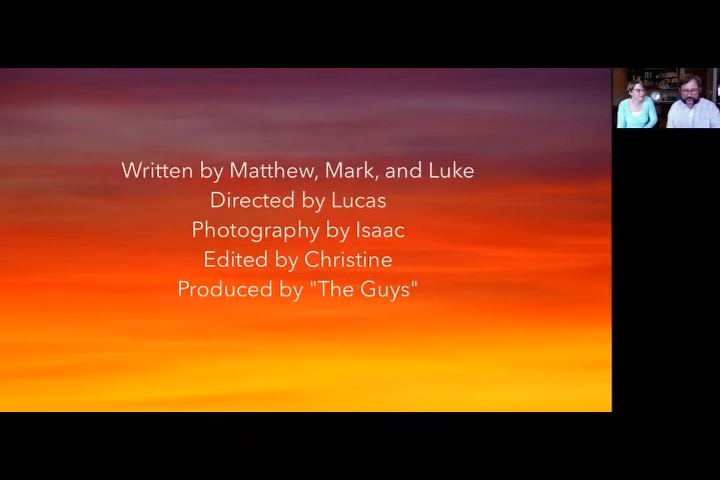 Written by Matthew, Mark, and Luke
Directed by Lucas
Photography by Isaac
Edited by Christine
Produced by "The Guys"